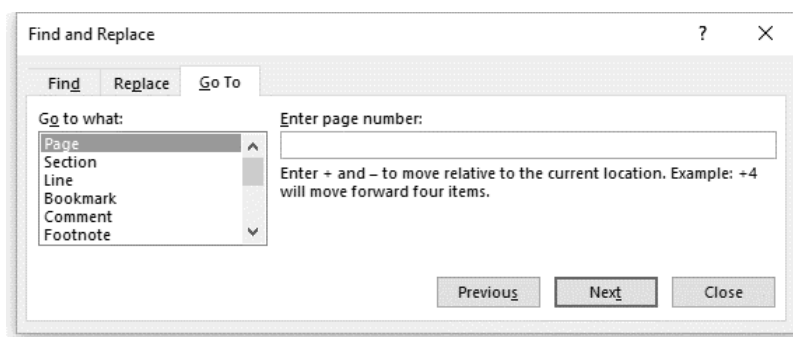 Find and Replace ?
Find Replace Go To
Go to what:
Page
Section
Line
Bookmark
Comment
Footnote
Enter page number:
Enter + and – to move relative to the current location. Example: +4
will move forward four items.
Previous Next Close